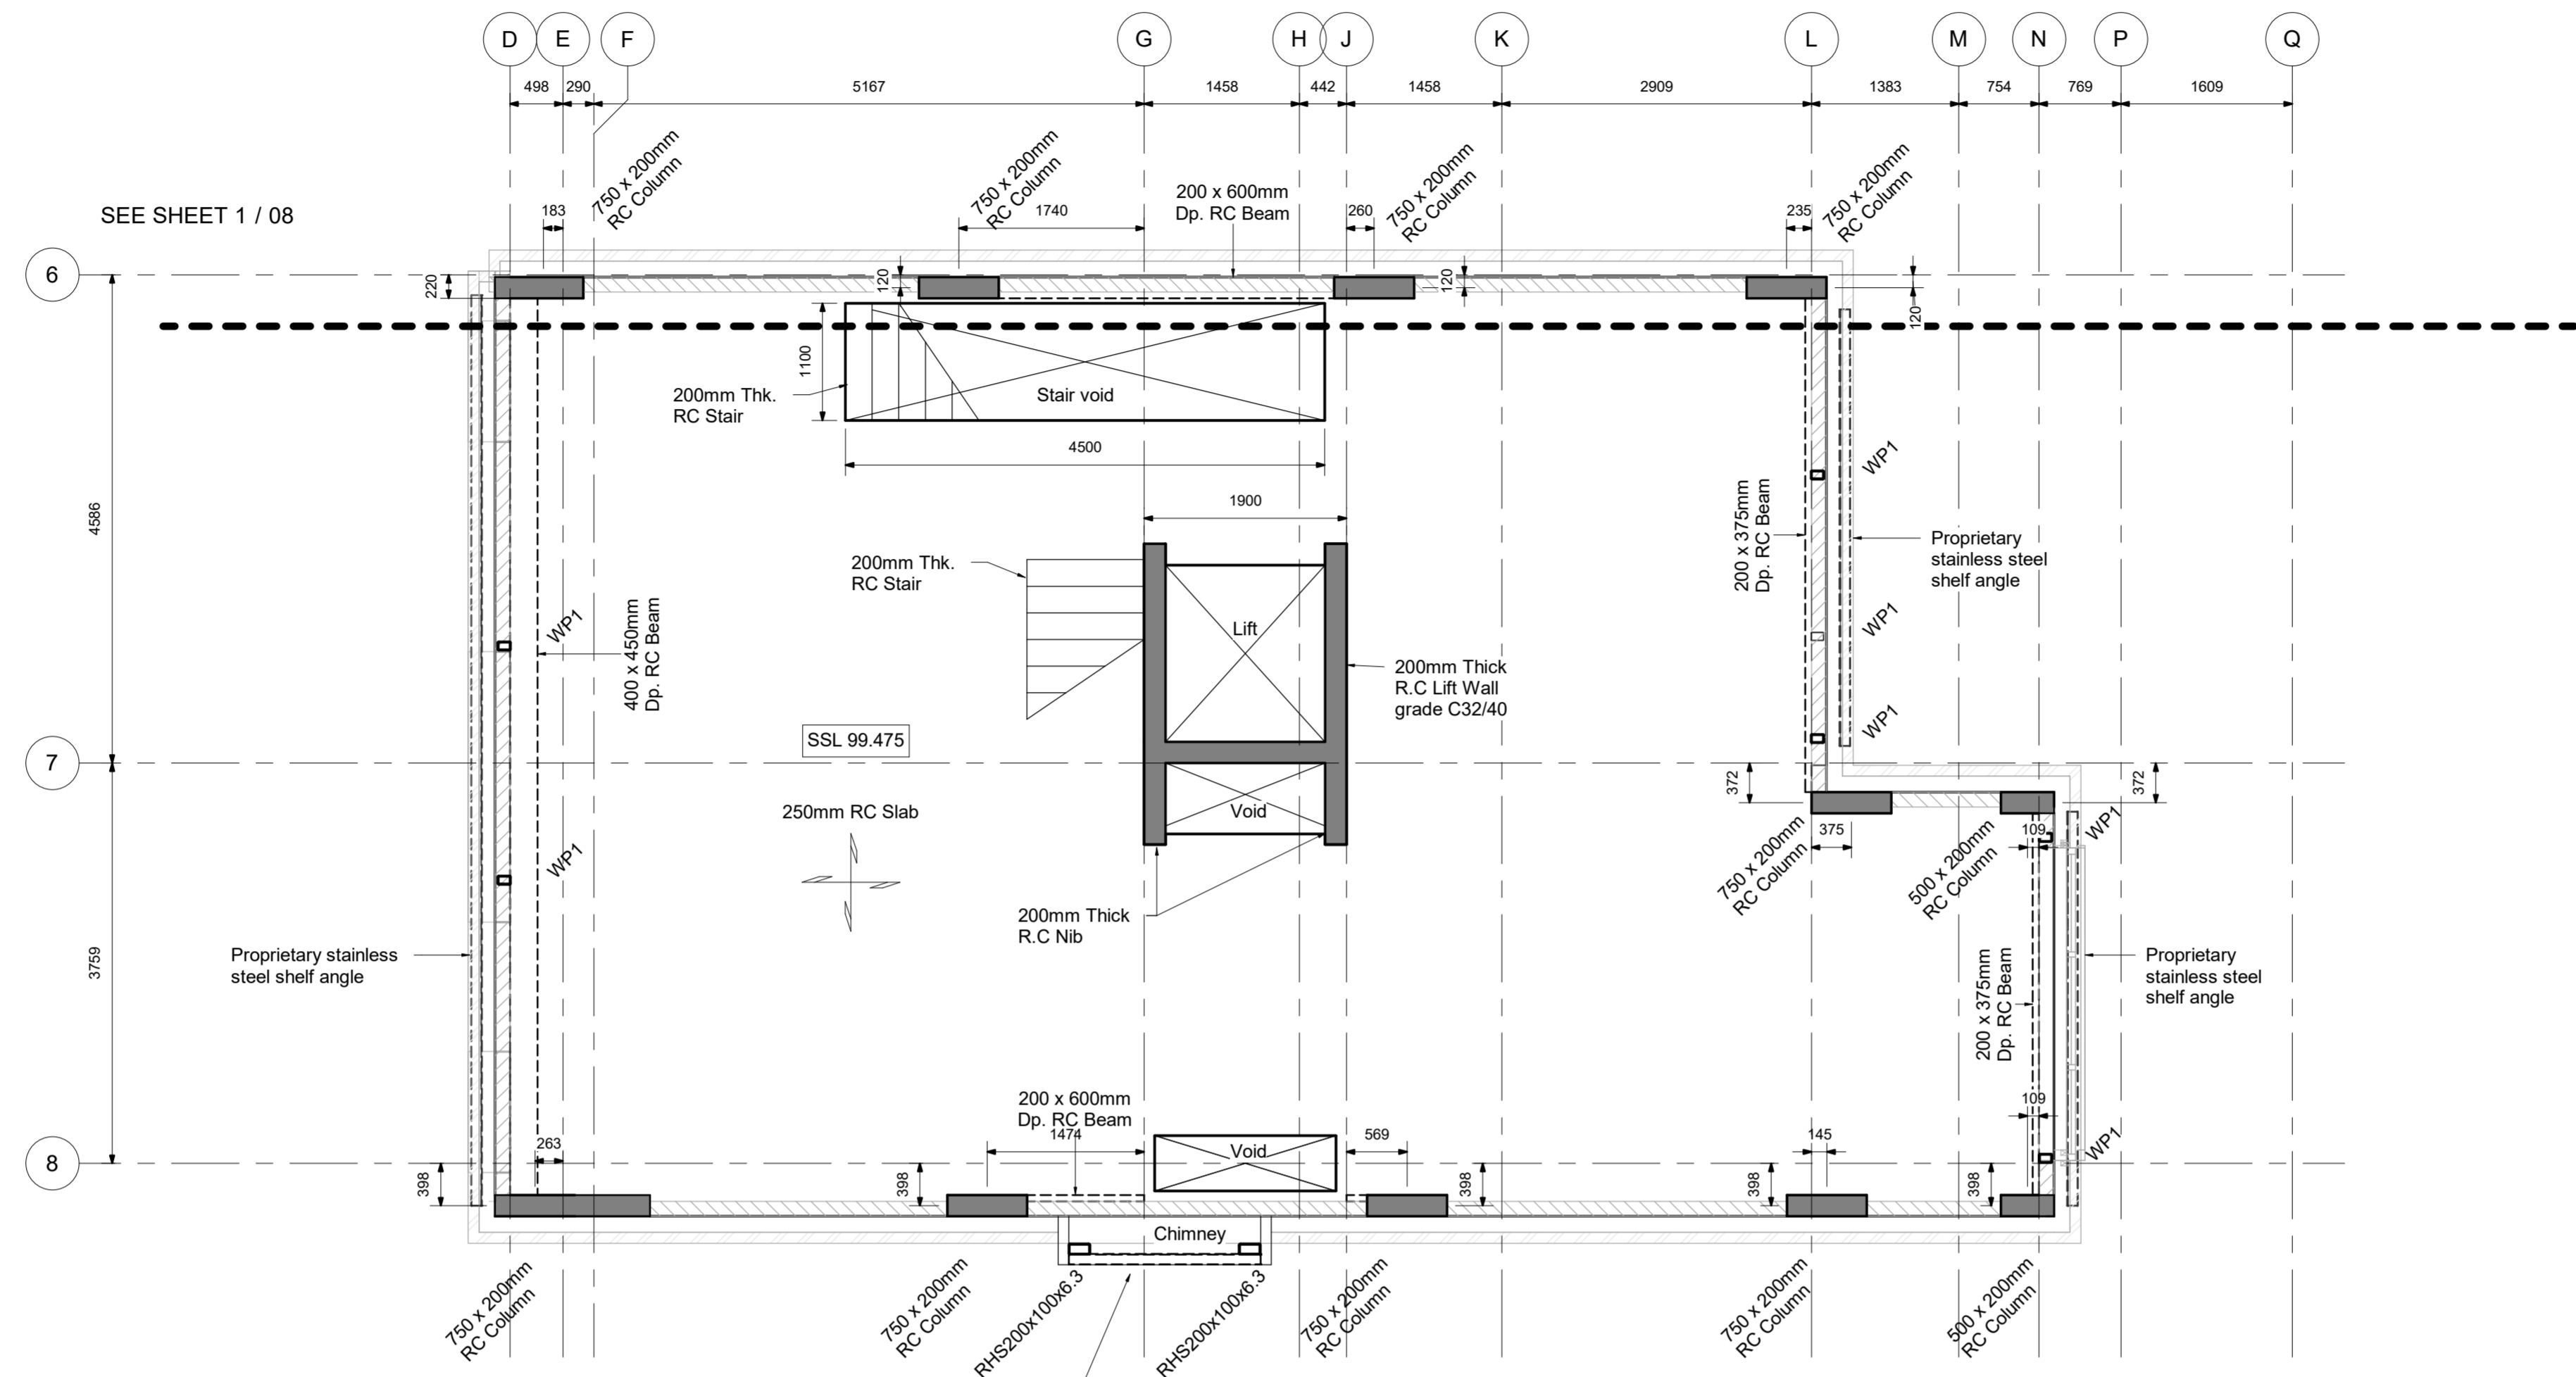 D
E
F
G
H
J
K
L
M
N
P
Q
498
290
5167
1458
442
1458
2909
1383
754
769
1609
750 x 200mm
RC Column
750 x 200mm
RC Column
200 x 600mm
Dp. RC Beam
750 x 200mm
RC Column
750 x 200mm
RC Column
SEE SHEET 1 / 08
183
1740
260
235
6
220
120
120
120
1100
200mm Thk.
RC Stair
Stair void
4500
WP1
1900
4586
200 x 375mm
Dp. RC Beam
Proprietary
stainless steel
shelf angle
200mm Thk.
RC Stair
WP1
400 x 450mm
Dp. RC Beam
Lift
WP1
200mm Thick
R.C Lift Wall
grade C32/40
WP1
SSL 99.475
7
372
372
250mm RC Slab
Void
375
109
WP1
WP1
750 x 200mm
RC Column
500 x 200mm
RC Column
200mm Thick
R.C Nib
3759
Proprietary stainless
steel shelf angle
200 x 375mm
Dp. RC Beam
Proprietary
stainless steel
shelf angle
200 x 600mm
Dp. RC Beam
263
1474
Void
569
145
109
WP1
8
398
398
398
398
398
Chimney
750 x 200mm
RC Column
750 x 200mm
RC Column
RHS200x100x6.3
RHS200x100x6.3
750 x 200mm
RC Column
750 x 200mm
RC Column
500 x 200mm
RC Column